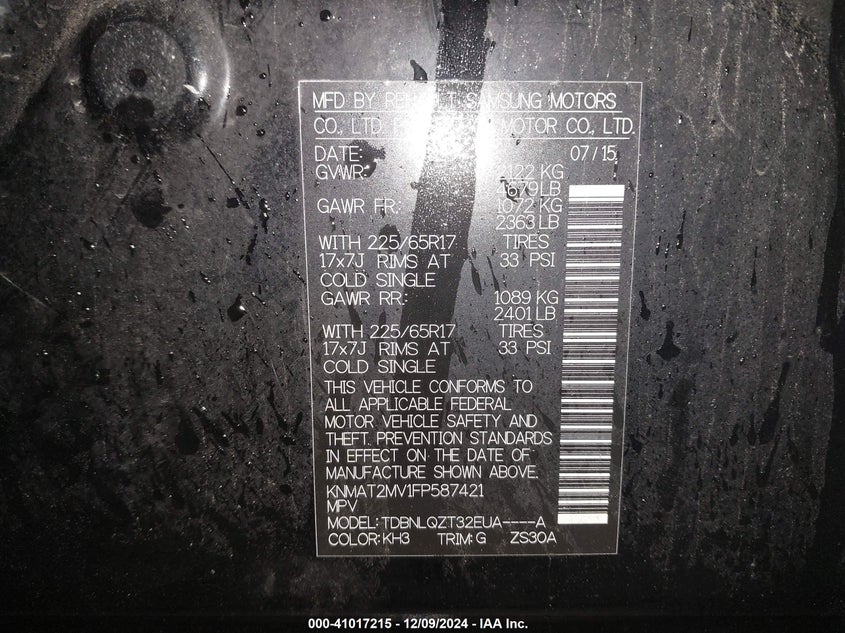 MFD BY SAMSUNG MOTORS
CO., LTD. MOTOR CO., LTD.
DATE: 07/15
GVWR: 2122 KG
4679 LB
GAWR FR.: 1072 KG
2363 LB
WITH 225/65R17 TIRES
17x7J RIMS AT 33 PSI
COLD SINGLE
GAWR RR.: 1089 KG
2401 LB
WITH 225/65R17 TIRES
17x7J RIMS AT 33 PSI
COLD SINGLE
THIS VEHICLE CONFORMS TO
ALL APPLICABLE FEDERAL
MOTOR VEHICLE SAFETY AND
THEFT. PREVENTION STANDARDS
IN EFFECT ON THE DATE OF
MANUFACTURE SHOWN ABOVE.
KNMAT2MV1FP587421
MPV
MODEL: TDBNLQZT32EUA----A
COLOR: KH3 TRIM: G ZS30A
000-41017215 - 12/09/2024 - IAA Inc.